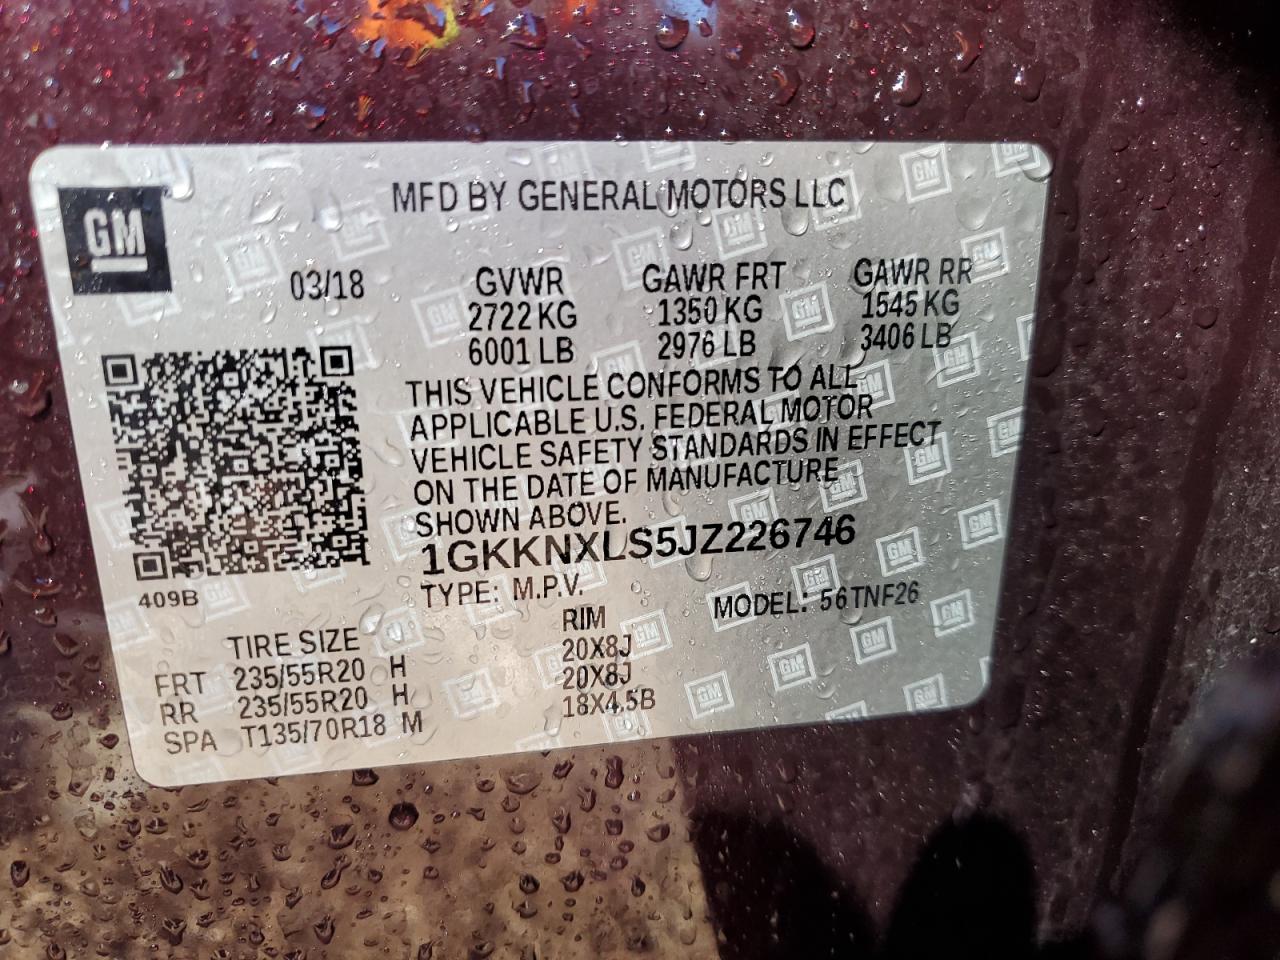 GM
MFD BY GENERAL MOTORS LLC
03/18 GVWR GAWR FRT GAWR RR
2722 KG 1350 KG 1545 KG
6001 LB 2976 LB 3406 LB
THIS VEHICLE CONFORMS TO ALL
APPLICABLE U.S. FEDERAL MOTOR
VEHICLE SAFETY STANDARDS IN EFFECT
ON THE DATE OF MANUFACTURE
SHOWN ABOVE.
1GKKNXLS5JZ226746
409B TYPE: M.P.V. MODEL: 56TNF26
TIRE SIZE RIM
FRT 235/55R20 H 20X8J
RR 235/55R20 H 20X8J
SPA T135/70R18 M 18X4.5B